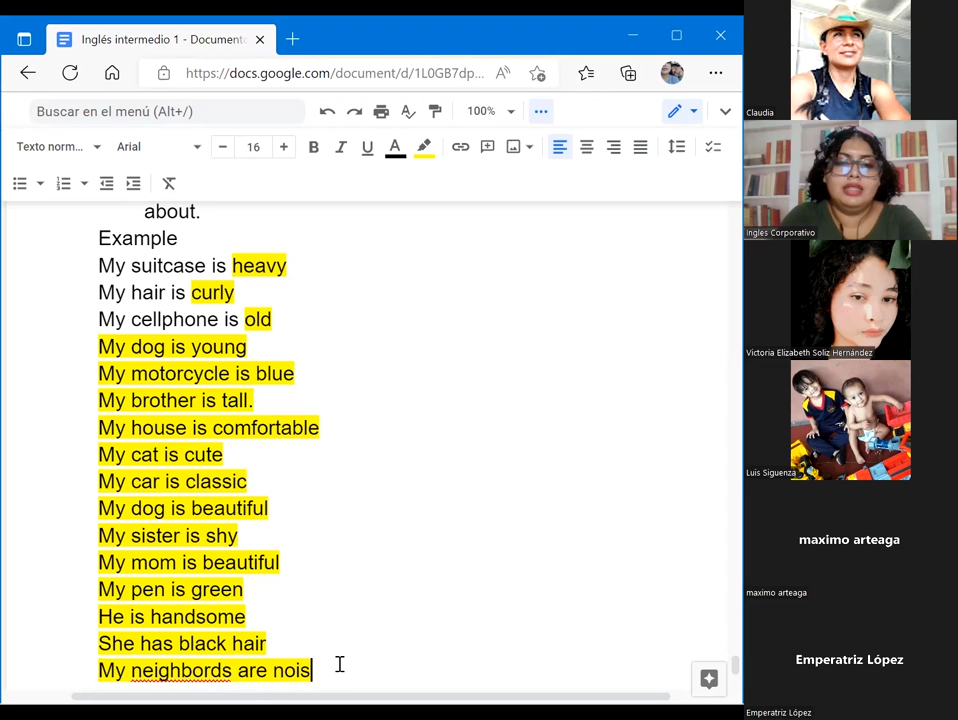 Inglés intermedio 1 - Documento
https://docs.google.com/document/d/1L0GB7dp...
Buscar en el menú (Alt+/)
100%
Texto norm...
Arial
16
about.
Example
My suitcase is heavy
My hair is curly
My cellphone is old
My dog is young
My motorcycle is blue
My brother is tall.
My house is comfortable
My cat is cute
My car is classic
My dog is beautiful
My sister is shy
My mom is beautiful
My pen is green
He is handsome
She has black hair
My neighbords are nois
Claudia
Ingles Corporativo
Victoria Elizabeth Soliz Hernández
Luis Siguenza
maximo arteaga
maximo arteaga
Emperatriz López
Emperatriz López